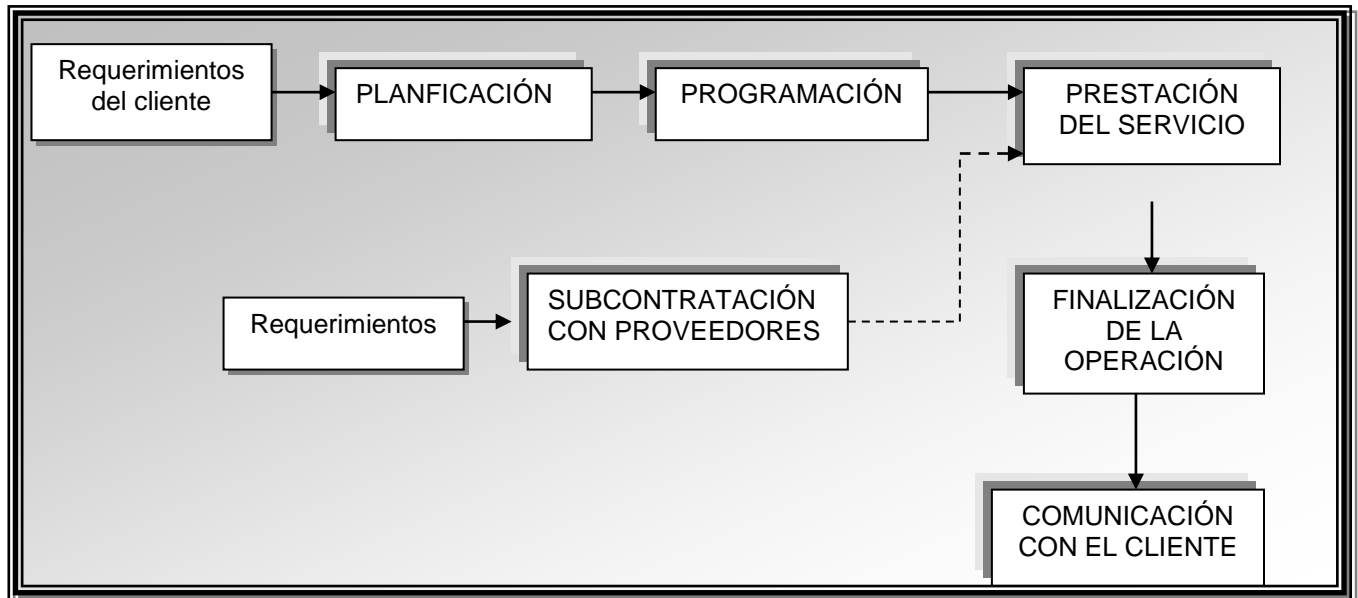 Requerimientos
del cliente
PLANFICACIÓN
PROGRAMACIÓN
PRESTACIÓN
DEL SERVICIO
Requerimientos
SUBCONTRATACIÓN
CON PROVEEDORES
FINALIZACIÓN
DE LA
OPERACIÓN
COMUNICACIÓN
CON EL CLIENTE